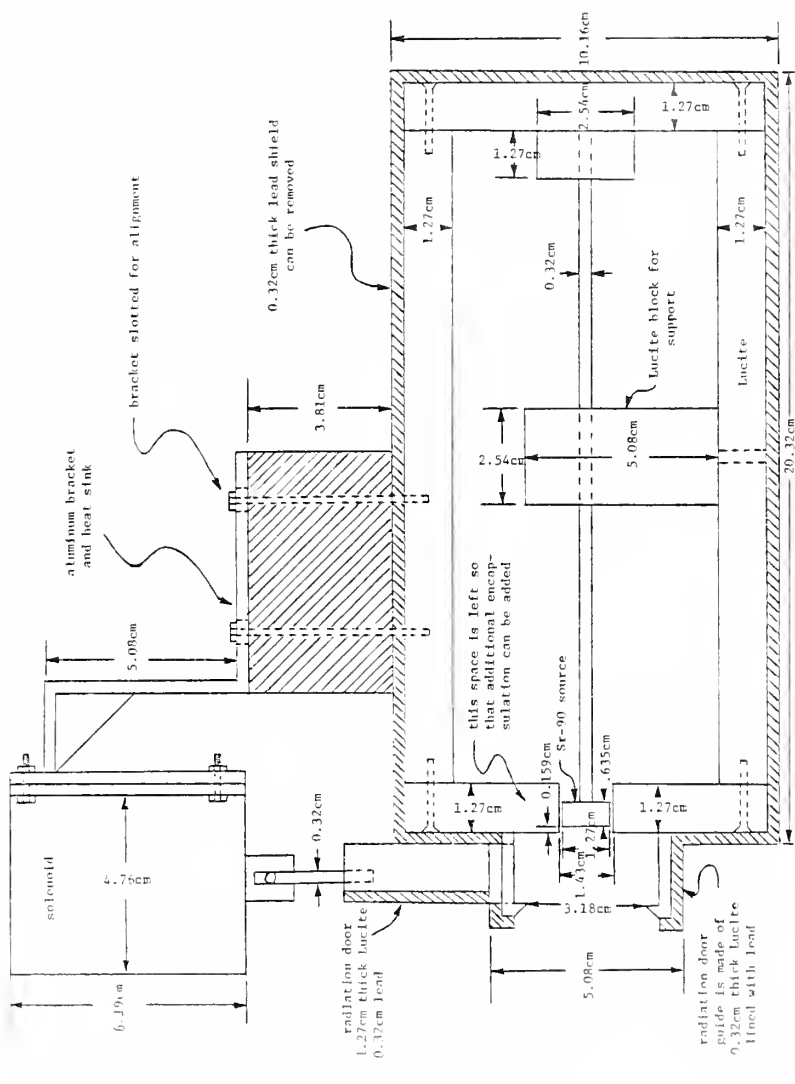 solenoid
6.19cm
4.76cm
0.32cm
radiation door
1.27cm thick Lucite
0.32cm lead
5.08cm
aluminum bracket
and heat sink
bracket slotted for alignment
3.81cm
0.32cm thick lead shield
can be removed
10.16cm
this space is left so
that additional encap-
sulation can be added
Sr-90 source
0.159cm
.635cm
1.27cm
1.27cm
1.27cm
1.43cm
3.18cm
5.08cm
radiation door
guide is made of
0.32cm thick Lucite
lined with lead
2.54cm
5.08cm
Lucite block for
support
0.32cm
1.27cm
1.27cm
2.54cm
1.27cm
1.27cm
Lucite
20.32cm